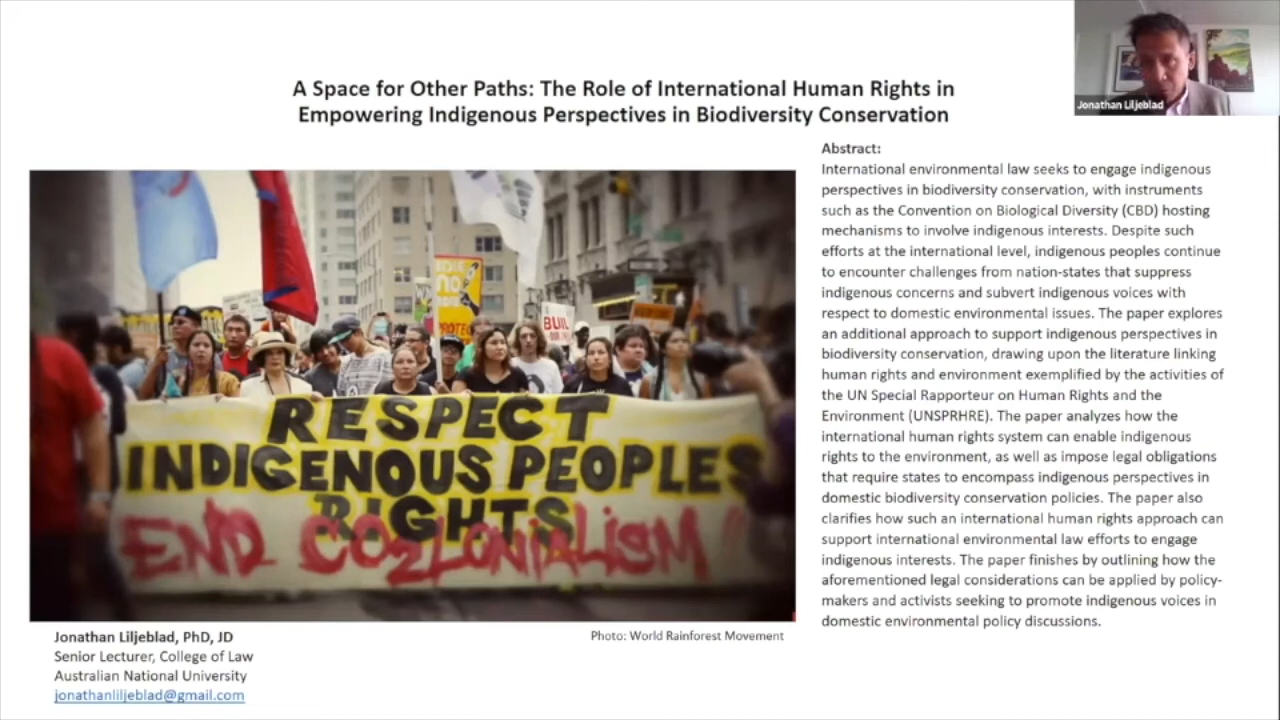 Jonathan Liljeblad
A Space for Other Paths: The Role of International Human Rights in
Empowering Indigenous Perspectives in Biodiversity Conservation
RESPECT
INDIGENOUS PEOPLES
RIGHTS
END CO2LONIALISM!
BUIL
Jonathan Liljeblad, PhD, JD
Senior Lecturer, College of Law
Australian National University
jonathanliljeblad@gmail.com
Photo: World Rainforest Movement
Abstract:
International environmental law seeks to engage indigenous
perspectives in biodiversity conservation, with instruments
such as the Convention on Biological Diversity (CBD) hosting
mechanisms to involve indigenous interests. Despite such
efforts at the international level, indigenous peoples continue
to encounter challenges from nation-states that suppress
indigenous concerns and subvert indigenous voices with
respect to domestic environmental issues. The paper explores
an additional approach to support indigenous perspectives in
biodiversity conservation, drawing upon the literature linking
human rights and environment exemplified by the activities of
the UN Special Rapporteur on Human Rights and the
Environment (UNSPRHRE). The paper analyzes how the
international human rights system can enable indigenous
rights to the environment, as well as impose legal obligations
that require states to encompass indigenous perspectives in
domestic biodiversity conservation policies. The paper also
clarifies how such an international human rights approach can
support international environmental law efforts to engage
indigenous interests. The paper finishes by outlining how the
aforementioned legal considerations can be applied by policy-
makers and activists seeking to promote indigenous voices in
domestic environmental policy discussions.